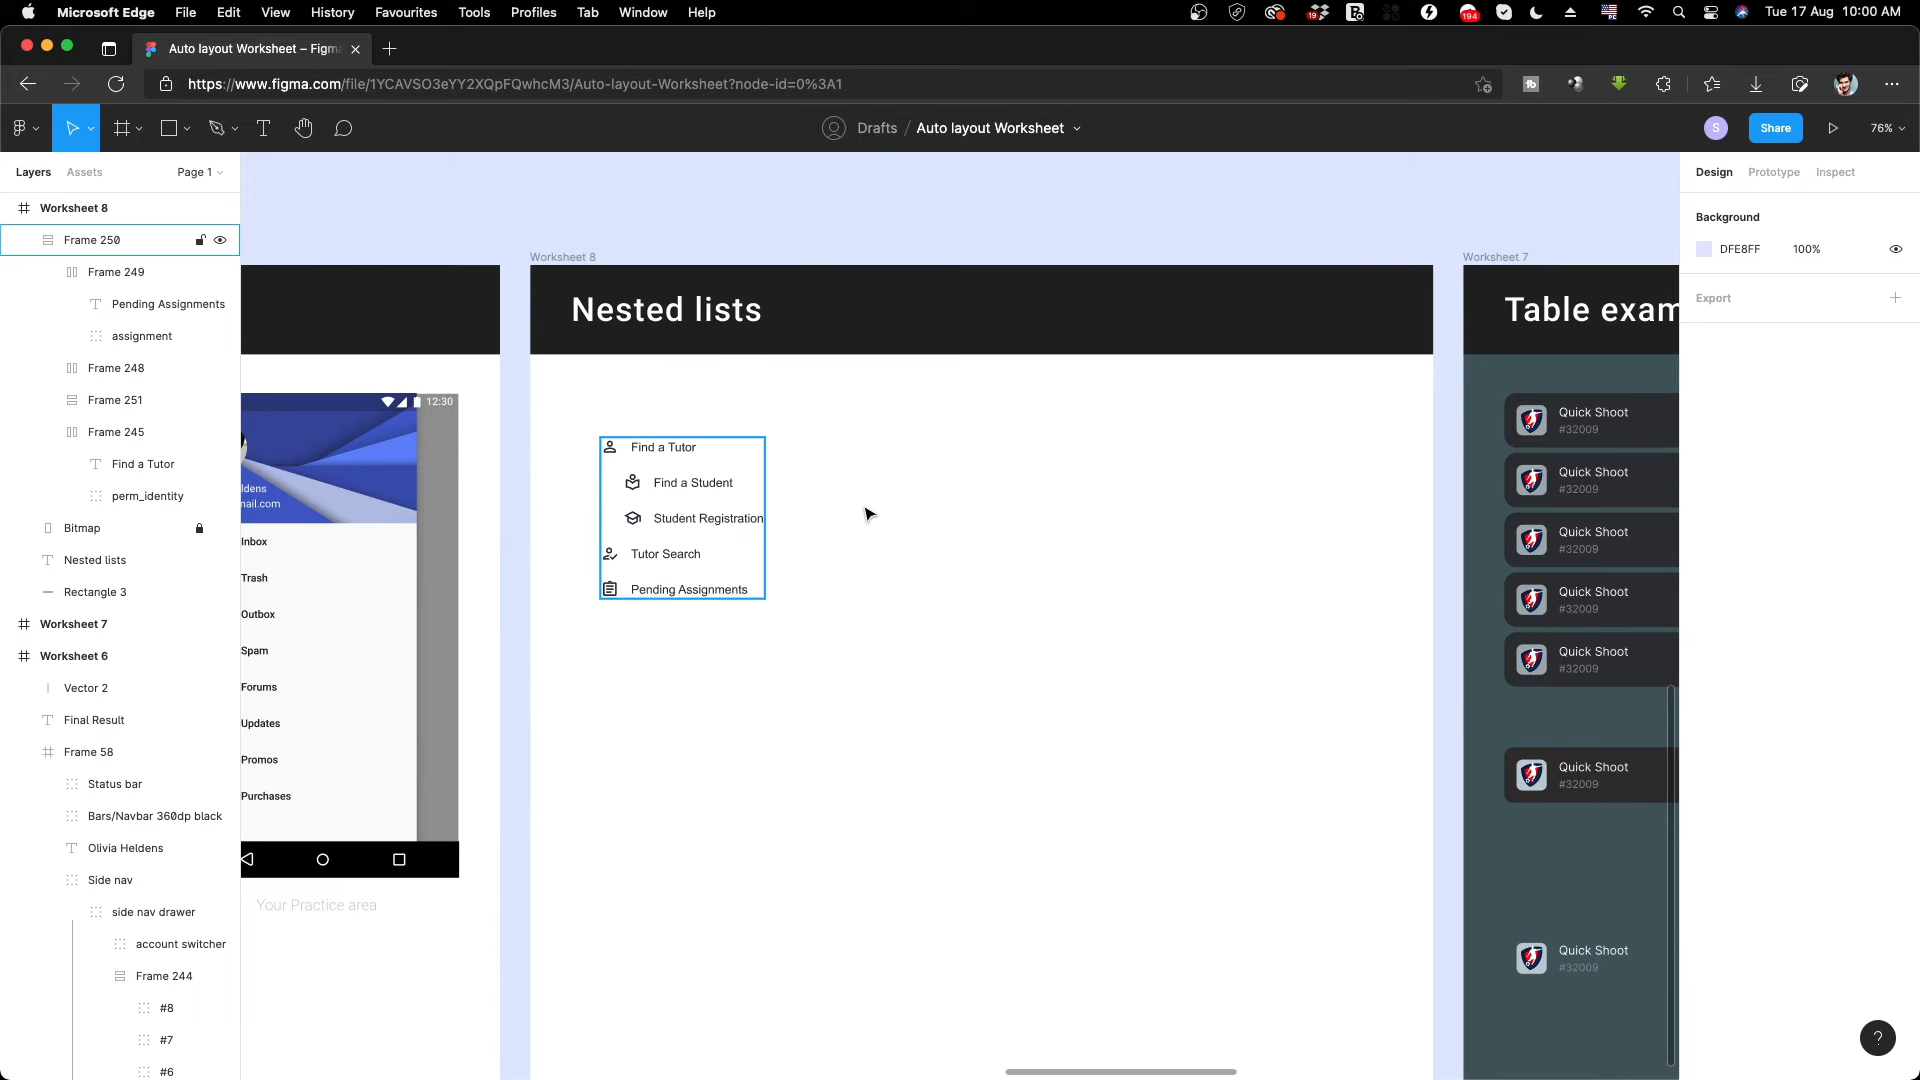 Microsoft Edge File Edit View History Favourites Tools Profiles Tab Window Help
19
194
Tue 17 Aug 10:00 AM
Auto layout Worksheet – Figma
https://www.figma.com/file/1YCAVSO3eYY2XQpFQwhcM3/Auto-layout-Worksheet?node-id=0%3A1
Drafts / Auto layout Worksheet
S
Share
76%
Layers
Assets
Page 1
Worksheet 8
Frame 250
Frame 249
Pending Assignments
assignment
Frame 248
Frame 251
Frame 245
Find a Tutor
perm_identity
Bitmap
Nested lists
Rectangle 3
Worksheet 7
Worksheet 6
Vector 2
Final Result
Frame 58
Status bar
Bars/Navbar 360dp black
Olivia Heldens
Side nav
side nav drawer
account switcher
Frame 244
#8
#7
#6
12:30
ldens
mail.com
Inbox
Trash
Outbox
Spam
Forums
Updates
Promos
Purchases
Your Practice area
Worksheet 8
Nested lists
Find a Tutor
Find a Student
Student Registration
Tutor Search
Pending Assignments
Worksheet 7
Table exam
Quick Shoot
#32009
Quick Shoot
#32009
Quick Shoot
#32009
Quick Shoot
#32009
Quick Shoot
#32009
Quick Shoot
#32009
Quick Shoot
#32009
Design
Prototype
Inspect
Background
DFE8FF
100%
Export
?